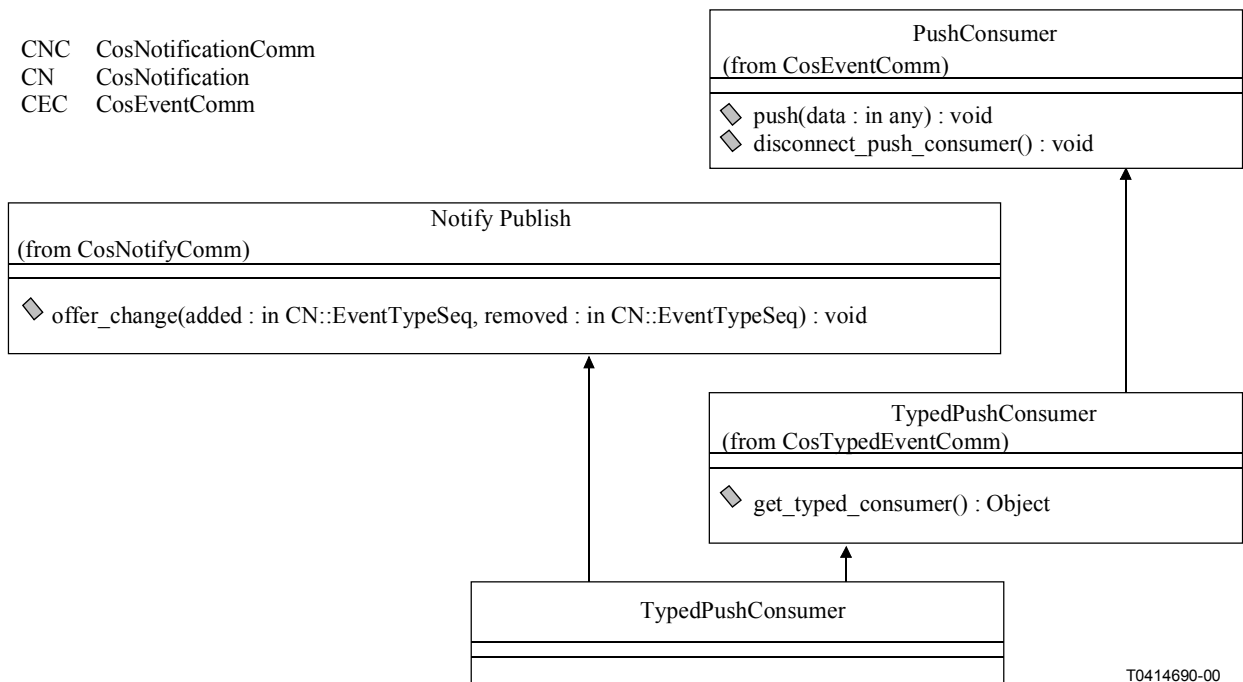 CNC CosNotificationComm
CN CosNotification
CEC CosEventComm
PushConsumer
(from CosEventComm)
push(data : in any) : void
disconnect_push_consumer() : void
Notify Publish
(from CosNotifyComm)
offer_change(added : in CN::EventTypeSeq, removed : in CN::EventTypeSeq) : void
TypedPushConsumer
(from CosTypedEventComm)
get_typed_consumer() : Object
TypedPushConsumer
T0414690-00